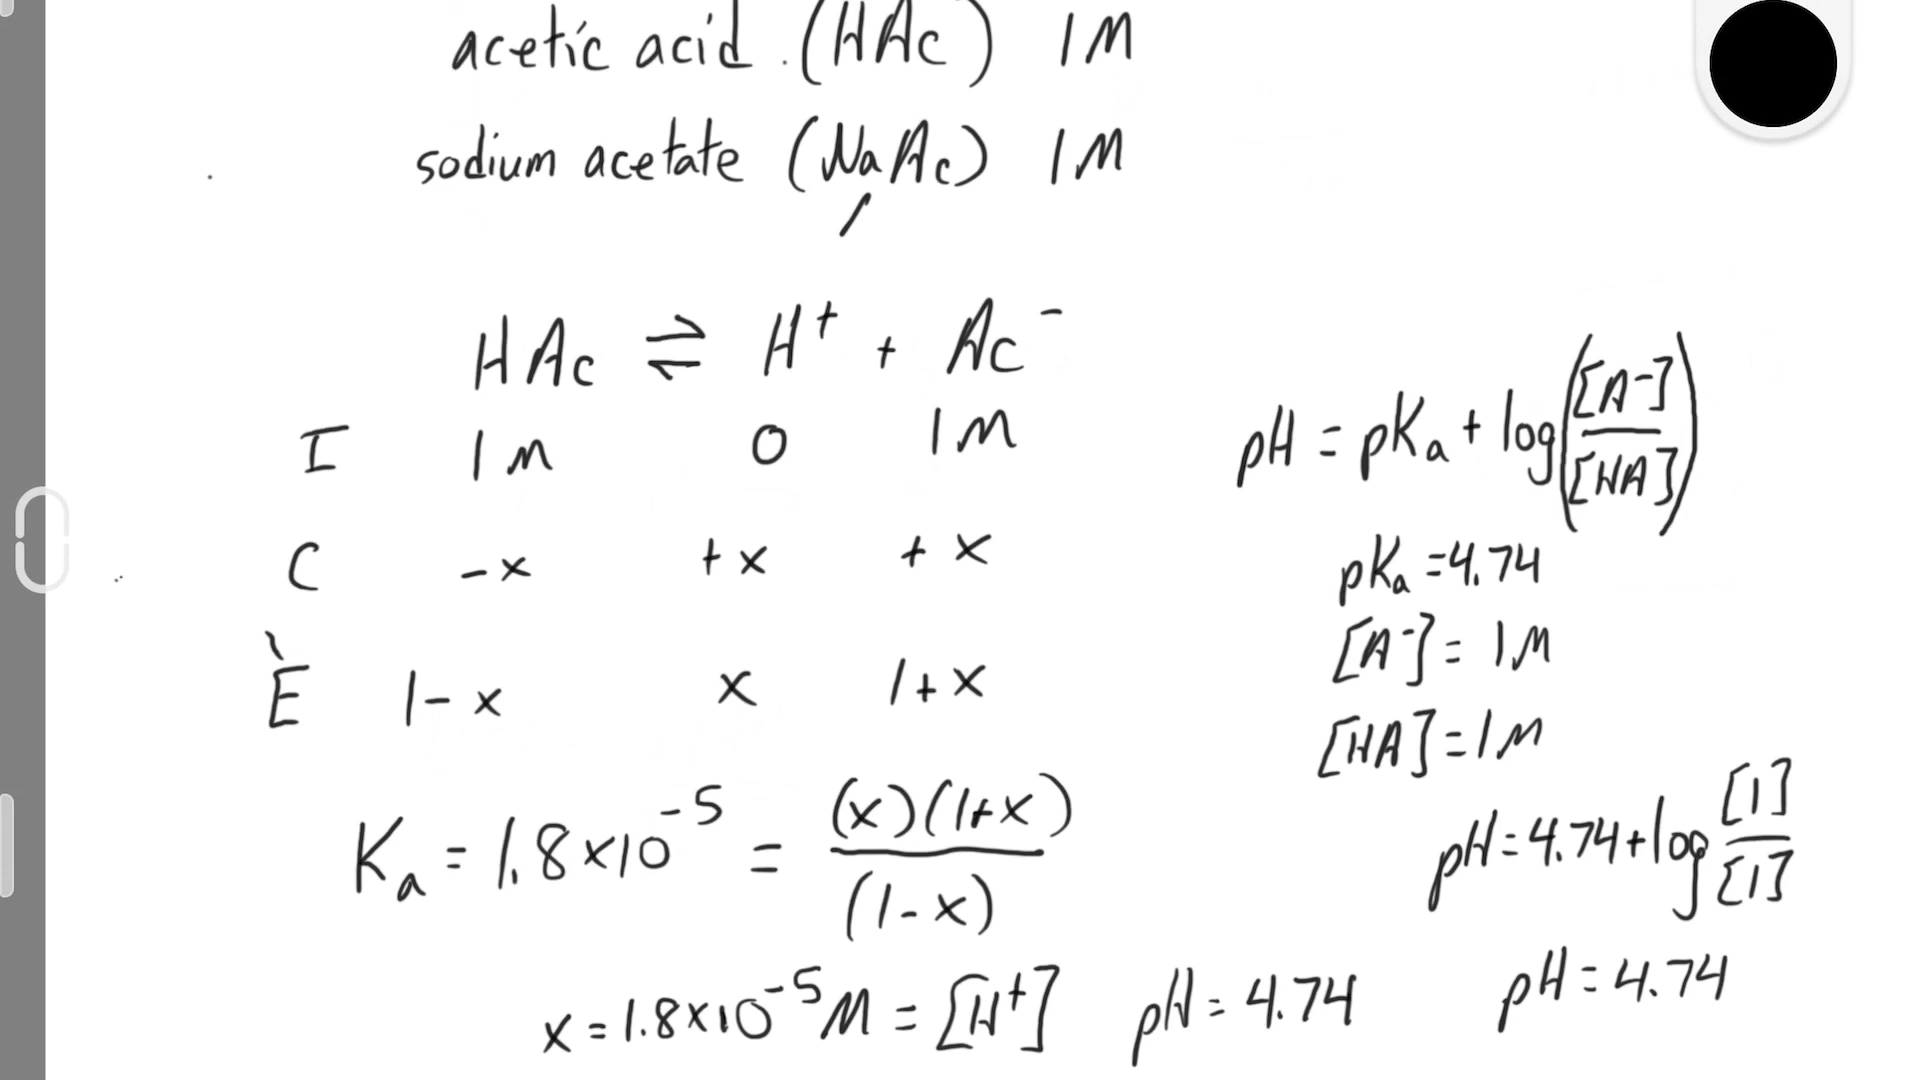 acetic acid (HAc) 1M
sodium acetate (NaAc) 1M
HAc ⇌ H⁺ + Ac⁻
I 1M 0 1M
C -x +x +x
E 1-x x 1+x
Ka = 1.8×10⁻⁵ = (x)(1+x) / (1-x)
x = 1.8×10⁻⁵ M = [H⁺] pH = 4.74
pH = pKa + log([A⁻] / [HA])
pKa = 4.74
[A⁻] = 1M
[HA] = 1M
pH = 4.74 + log [1] / [1]
pH = 4.74